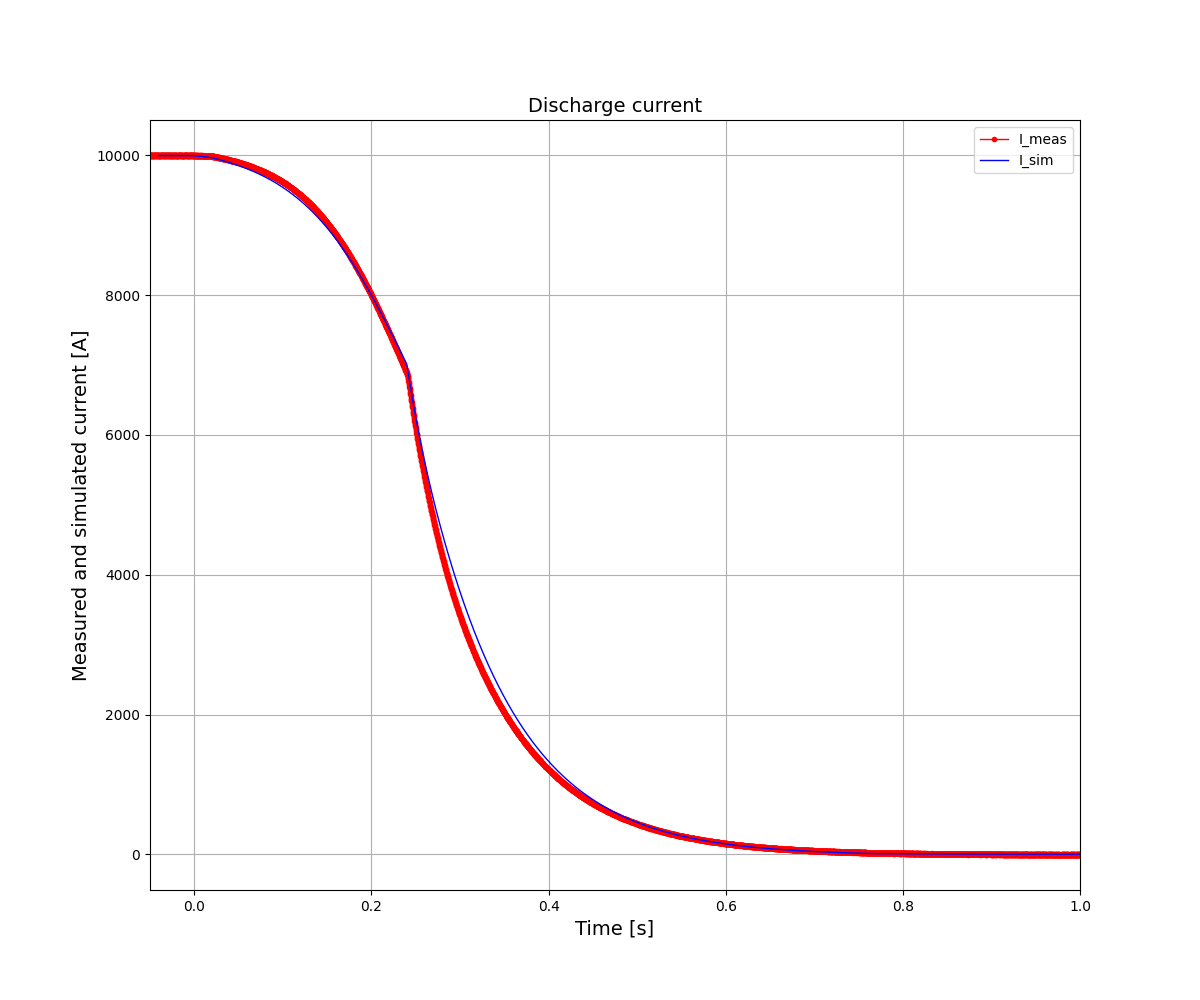 Discharge current
I_meas
I_sim
Measured and simulated current [A]
10000
8000
6000
4000
2000
0
0.0 0.2 0.4 0.6 0.8 1.0
Time [s]